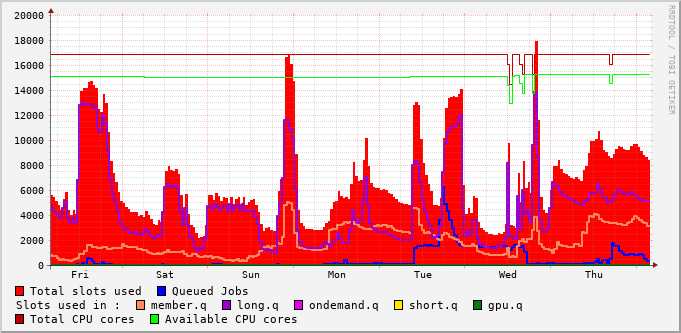 20000
18000
16000
14000
12000
10000
8000
6000
4000
2000
0
Fri Sat Sun Mon Tue Wed Thu
RRDTOOL / TOBI OETIKER
Total slots used Queued Jobs
Slots used in : member.q long.q ondemand.q short.q gpu.q
Total CPU cores Available CPU cores